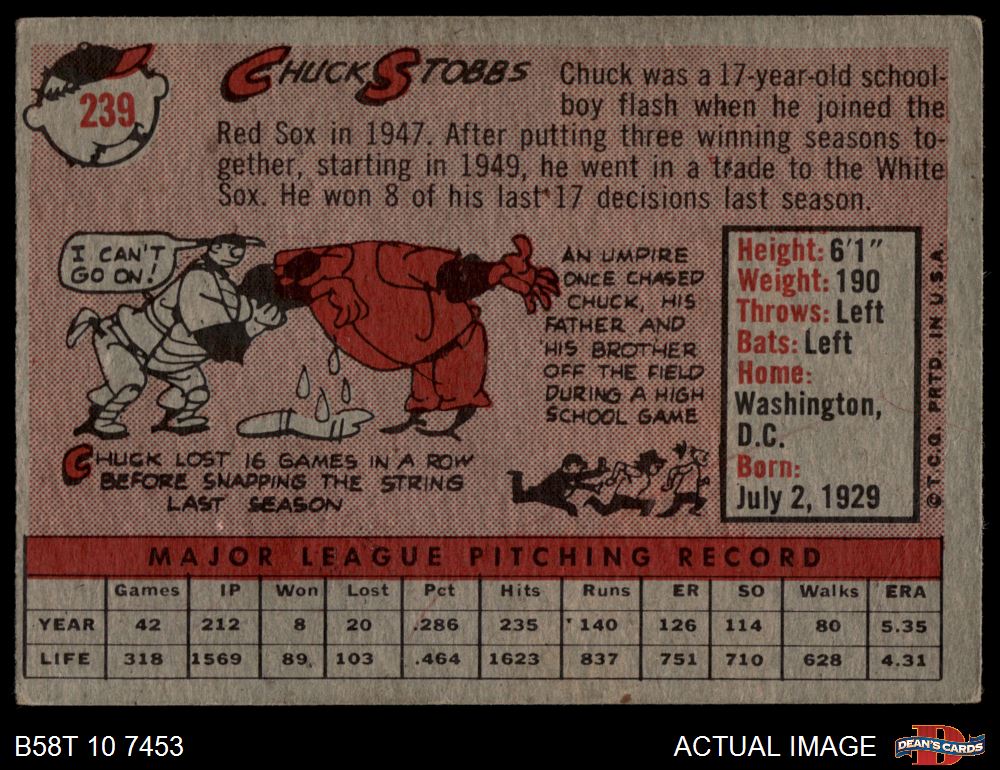 239
CHUCK STOBBS
Chuck was a 17-year-old school-
boy flash when he joined the
Red Sox in 1947. After putting three winning seasons to-
gether, starting in 1949, he went in a trade to the White
Sox. He won 8 of his last 17 decisions last season.
I CAN'T
GO ON!
CHUCK LOST 16 GAMES IN A ROW
BEFORE SNAPPING THE STRING
LAST SEASON
AN UMPIRE
ONCE CHASED
CHUCK, HIS
FATHER AND
HIS BROTHER
OFF THE FIELD
DURING A HIGH
SCHOOL GAME
Height: 6'1"
Weight: 190
Throws: Left
Bats: Left
Home:
Washington,
D.C.
Born:
July 2, 1929
© T.C.G. PRTD. IN U.S.A.
MAJOR LEAGUE PITCHING RECORD
Games IP Won Lost Pct Hits Runs ER SO Walks ERA
YEAR 42 212 8 20 .286 235 140 126 114 80 5.35
LIFE 318 1569 89 103 .464 1623 837 751 710 628 4.31
B58T 10 7453
ACTUAL IMAGE
D
DEAN'S CARDS